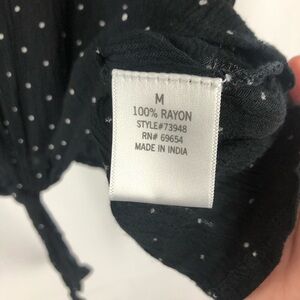 M
100% RAYON
STYLE#73948
RN# 69654
MADE IN INDIA